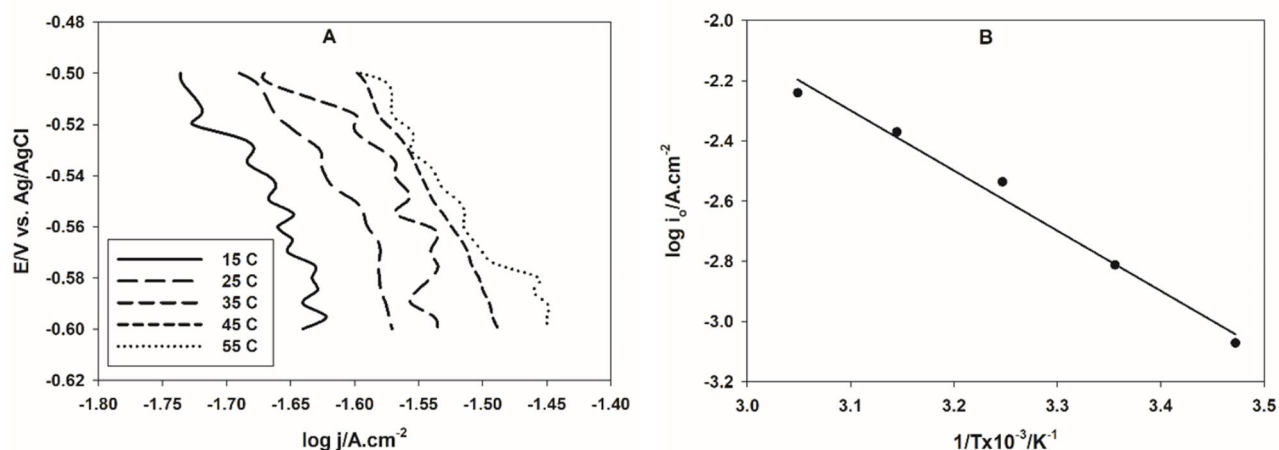 A
E/V vs. Ag/AgCl
-0.48
-0.50
-0.52
-0.54
-0.56
-0.58
-0.60
-0.62
15 C
25 C
35 C
45 C
55 C
-1.80 -1.75 -1.70 -1.65 -1.60 -1.55 -1.50 -1.45 -1.40
log j/A.cm-2
B
log io/A.cm-2
-2.0
-2.2
-2.4
-2.6
-2.8
-3.0
-3.2
3.0 3.1 3.2 3.3 3.4 3.5
1/Tx10-3/K-1